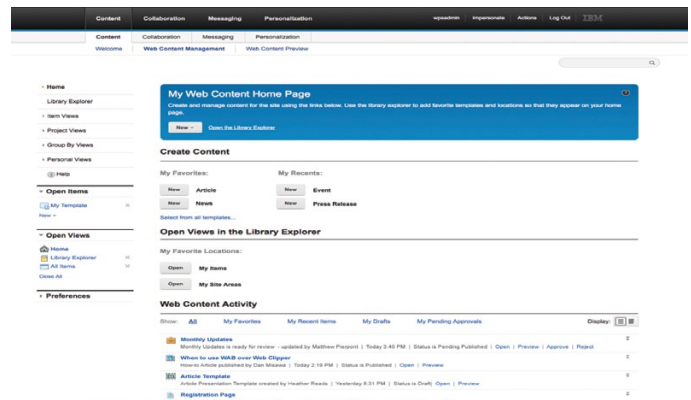 Content Collaboration Messaging Personalisation wpsadmin Impersonate Actions Log Out IBM
Content Collaboration Messaging Personalization
Welcome Web Content Management Web Content Preview
Home
Library Explorer
Item Views
Project Views
Group By Views
Personal Views
Help
Open Items
My Template
New
Open Views
Home
Library Explorer
All Items
Close All
Preferences
My Web Content Home Page
Create and manage content for the site using the links below. Use the library explorer to add favorite templates and locations so that they appear on your home
page.
New Open the Library Explorer
Create Content
My Favorites: My Recents:
New Article New Event
New News New Press Release
Select from all templates...
Open Views in the Library Explorer
My Favorite Locations:
Open My Items
Open My Site Areas
Web Content Activity
Show: All My Favorites My Recent Items My Drafts My Pending Approvals Display:
Monthly Updates
Monthly Updates is ready for review - updated by Matthew Pierpont | Today 3:40 PM | Status is Pending Published | Open | Preview | Approve | Reject
When to use WAB over Web Clipper
How-to Article published by Dan Misawa | Today 2:19 PM | Status is Published | Open | Preview
Article Template
Article Presentation Template created by Heather Reads | Yesterday 8:31 PM | Status is Draft| Open | Preview
Registration Page